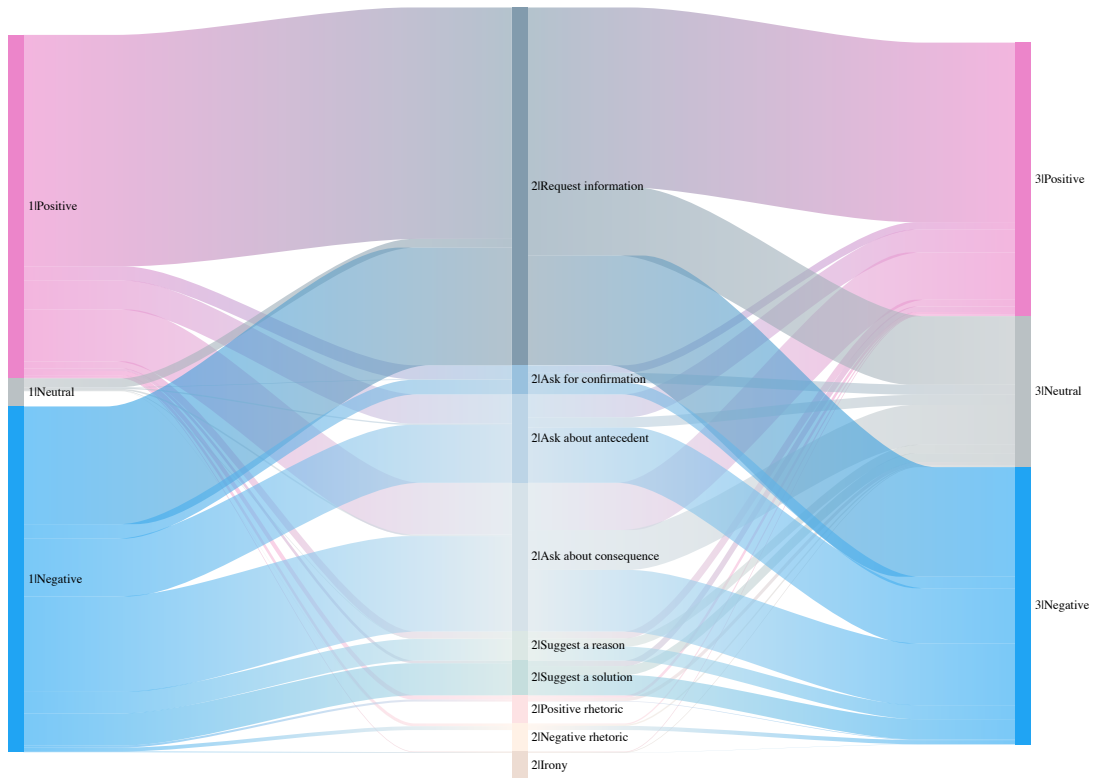 1|Positive
1|Neutral
1|Negative
2|Request information
2|Ask for confirmation
2|Ask about antecedent
2|Ask about consequence
2|Suggest a reason
2|Suggest a solution
2|Positive rhetoric
2|Negative rhetoric
2|Irony
3|Positive
3|Neutral
3|Negative